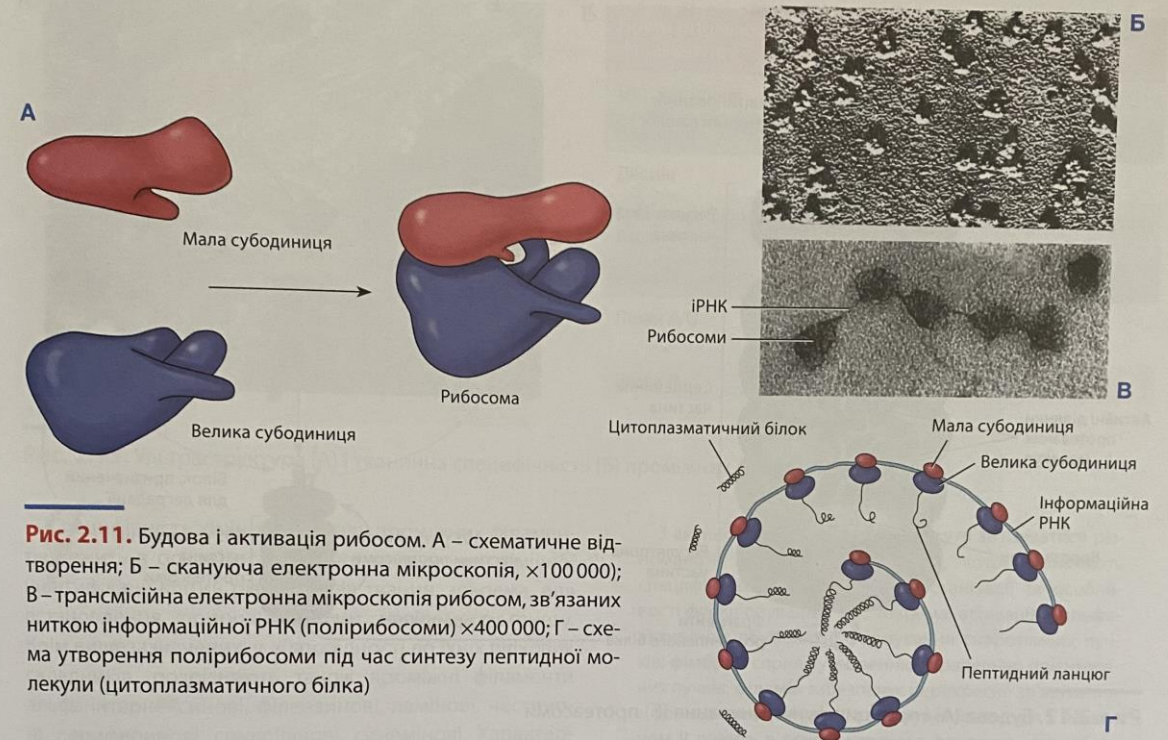 А
Мала субодиниця
Велика субодиниця
Рибосома
Б
іРНК
Рибосоми
В
Цитоплазматичний білок
Мала субодиниця
Велика субодиниця
Інформаційна
РНК
Пептидний ланцюг
Г
Рис. 2.11. Будова і активація рибосом. А – схематичне від-
творення; Б – скануюча електронна мікроскопія, ×100 000);
В – трансмісійна електронна мікроскопія рибосом, зв’язаних
ниткою інформаційної РНК (полірибосоми) ×400 000; Г – схе-
ма утворення полірибосоми під час синтезу пептидної мо-
лекули (цитоплазматичного білка)